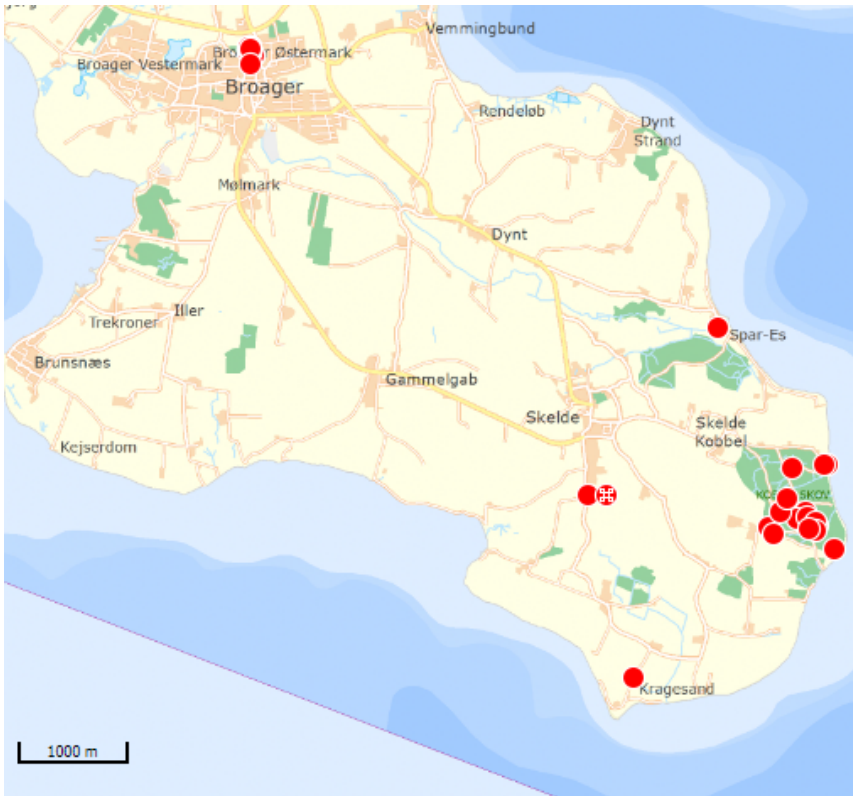 Vemmingbund
Østermark
Broager Vestermark
Broager
Rendeløb
Dynt
Strand
Mølmark
Dynt
Iller
Trekroner
Spar-Es
Brunsnæs
Gammelgab
Skelde
Skelde
Kobbel
Kejserdom
SKOV
Kragesand
1000 m